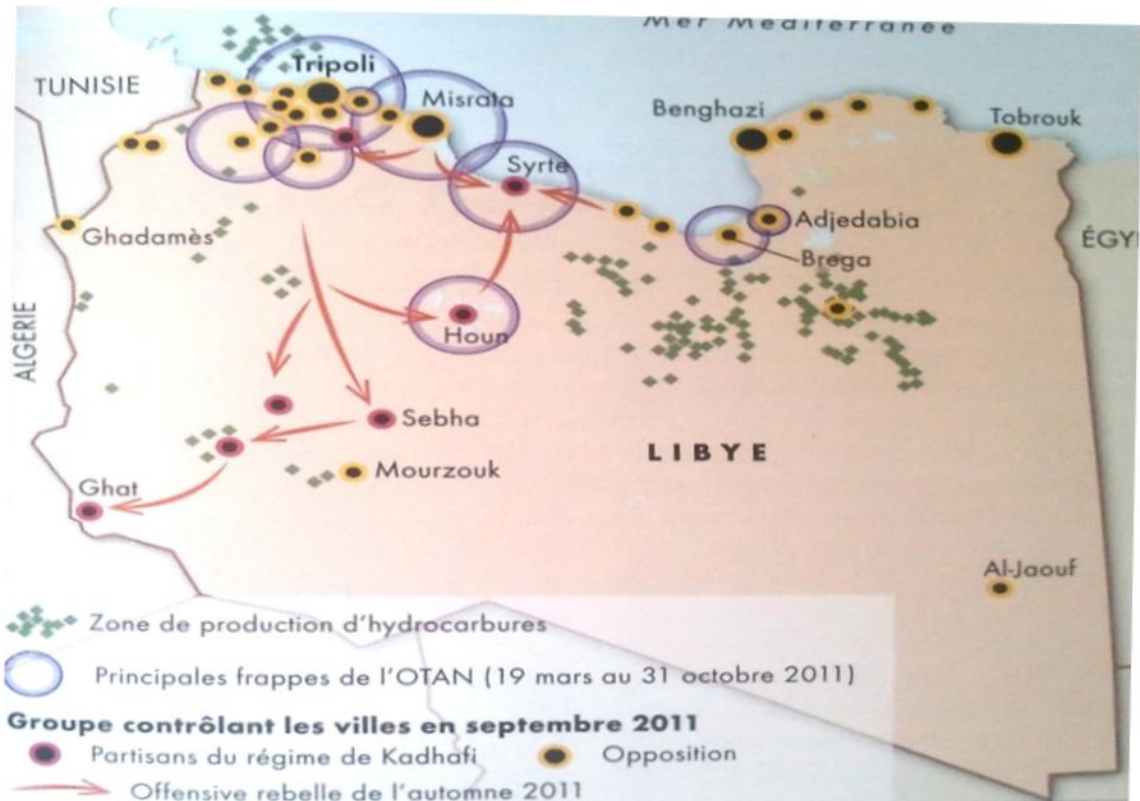 Mer Méditerranée
TUNISIE
Tripoli
Misrata
Benghazi
Tobrouk
Syrte
Ghadamès
Adjedabia
ÉGY
Brega
ALGERIE
Houn
Sebha
LIBYE
Mourzouk
Ghat
Al-Jaouf
Zone de production d'hydrocarbures
Principales frappes de l'OTAN (19 mars au 31 octobre 2011)
Groupe contrôlant les villes en septembre 2011
Partisans du régime de Kadhafi Opposition
Offensive rebelle de l'automne 2011